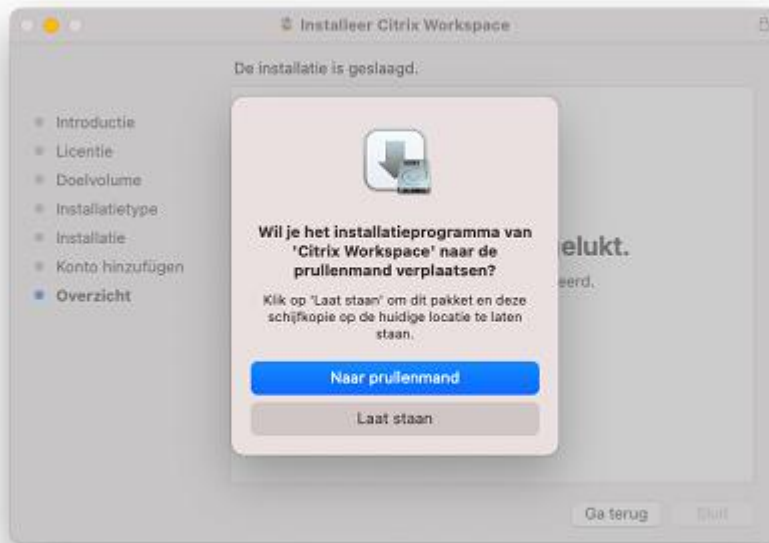 Installeer Citrix Workspace
De installatie is geslaagd.
Introductie
Licentie
Doelvolume
Installatietype
Installatie
Konto hinzufügen
Overzicht
elukt.
eerd.
Wil je het installatieprogramma van
'Citrix Workspace' naar de
prullenmand verplaatsen?
Klik op 'Laat staan' om dit pakket en deze
schijfkopie op de huidige locatie te laten
staan.
Naar prullenmand
Laat staan
Ga terug
Sluit